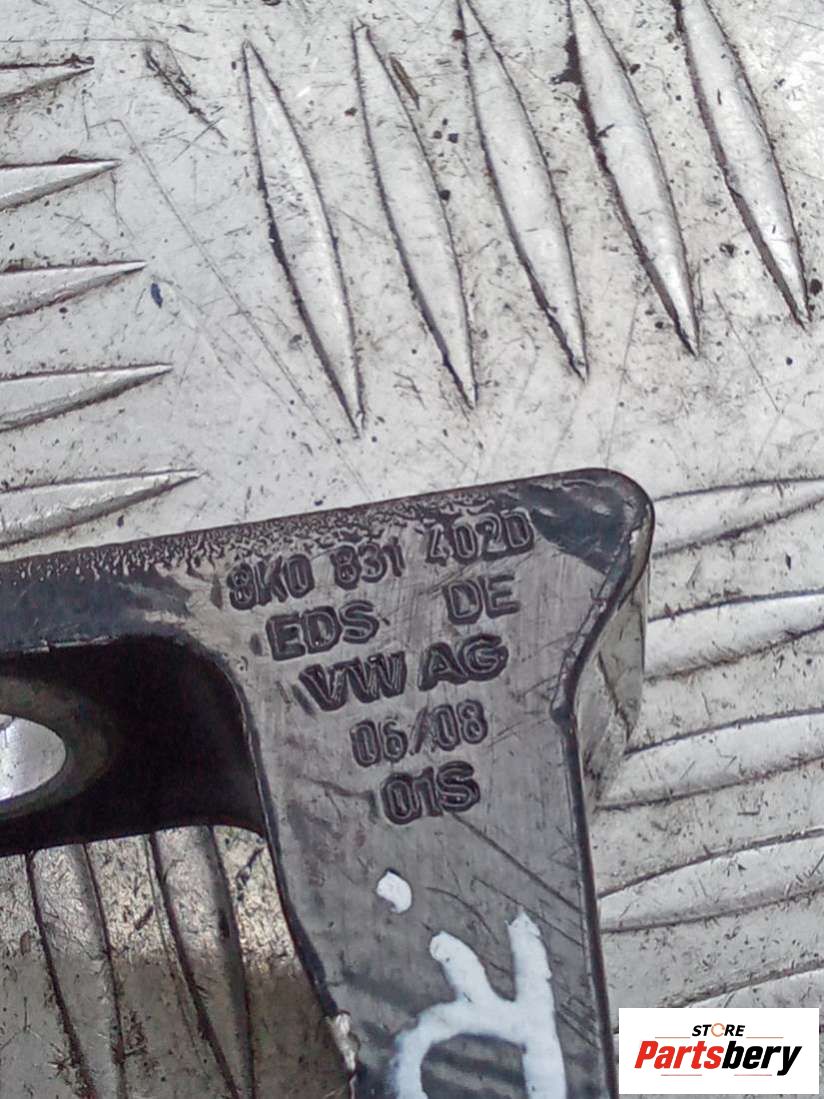 8K0 831 402D
EDS DE
VW AG
06/08
01S
STORE
Partsbery